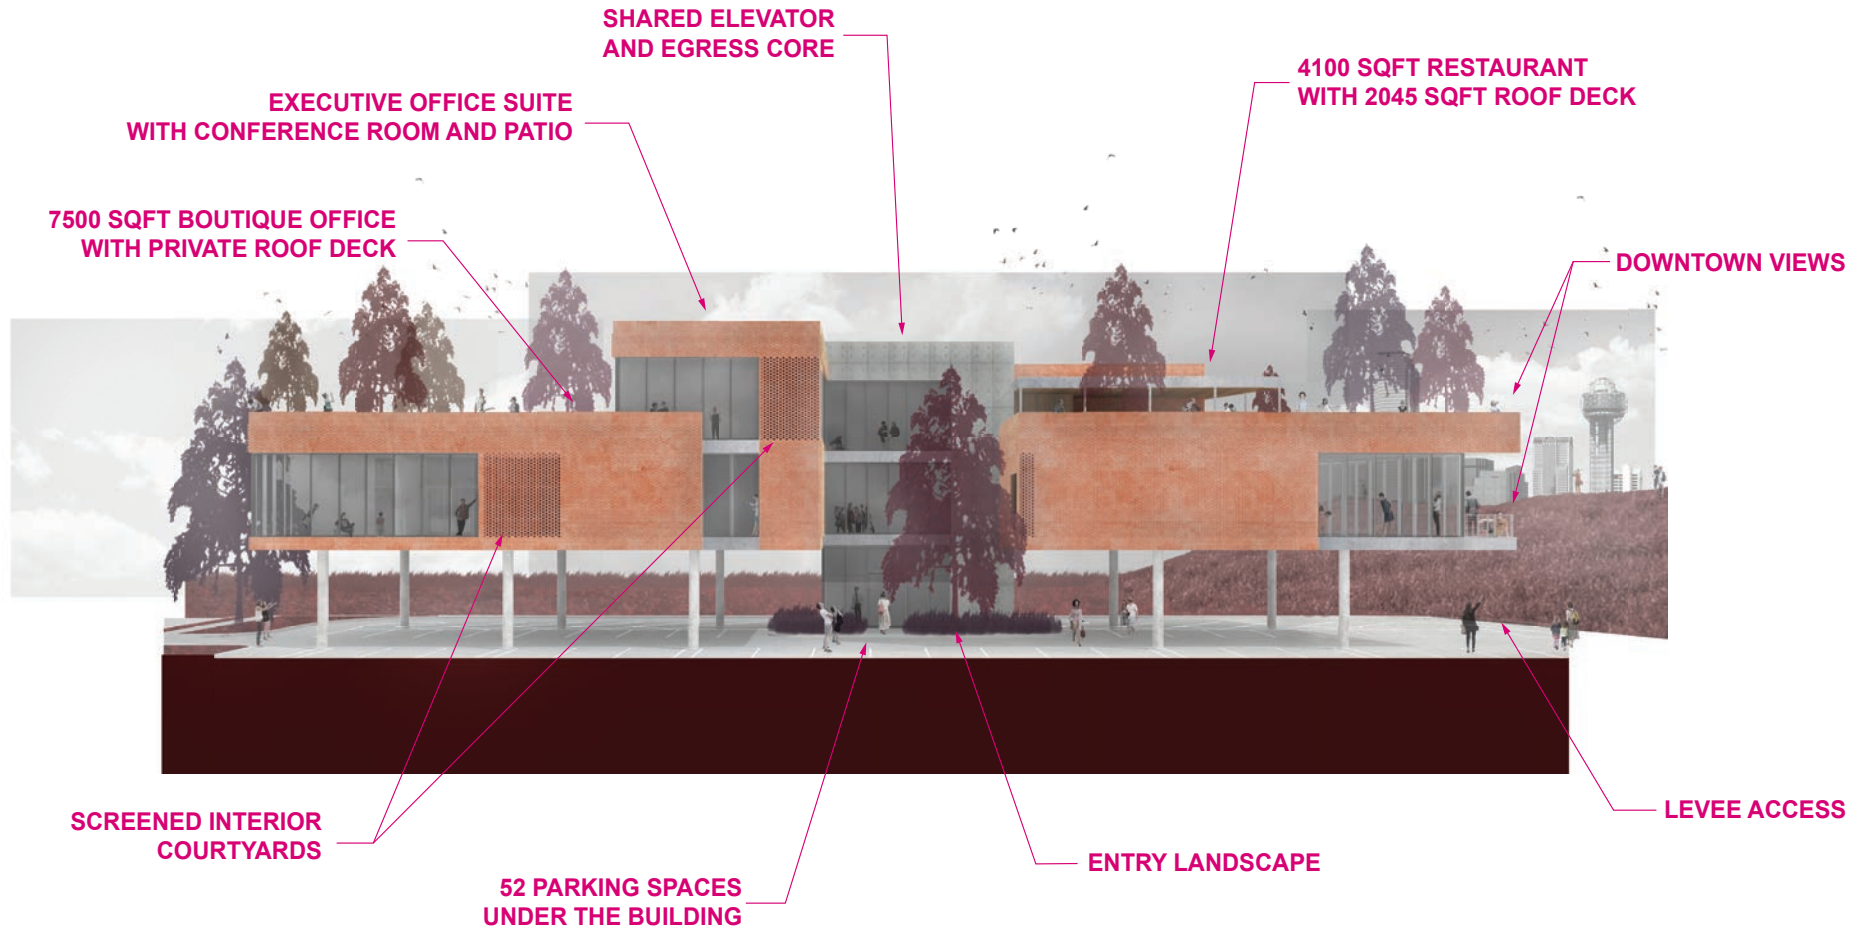 SHARED ELEVATOR
AND EGRESS CORE
4100 SQFT RESTAURANT
WITH 2045 SQFT ROOF DECK
EXECUTIVE OFFICE SUITE
WITH CONFERENCE ROOM AND PATIO
7500 SQFT BOUTIQUE OFFICE
WITH PRIVATE ROOF DECK
DOWNTOWN VIEWS
SCREENED INTERIOR
COURTYARDS
LEVEE ACCESS
ENTRY LANDSCAPE
52 PARKING SPACES
UNDER THE BUILDING